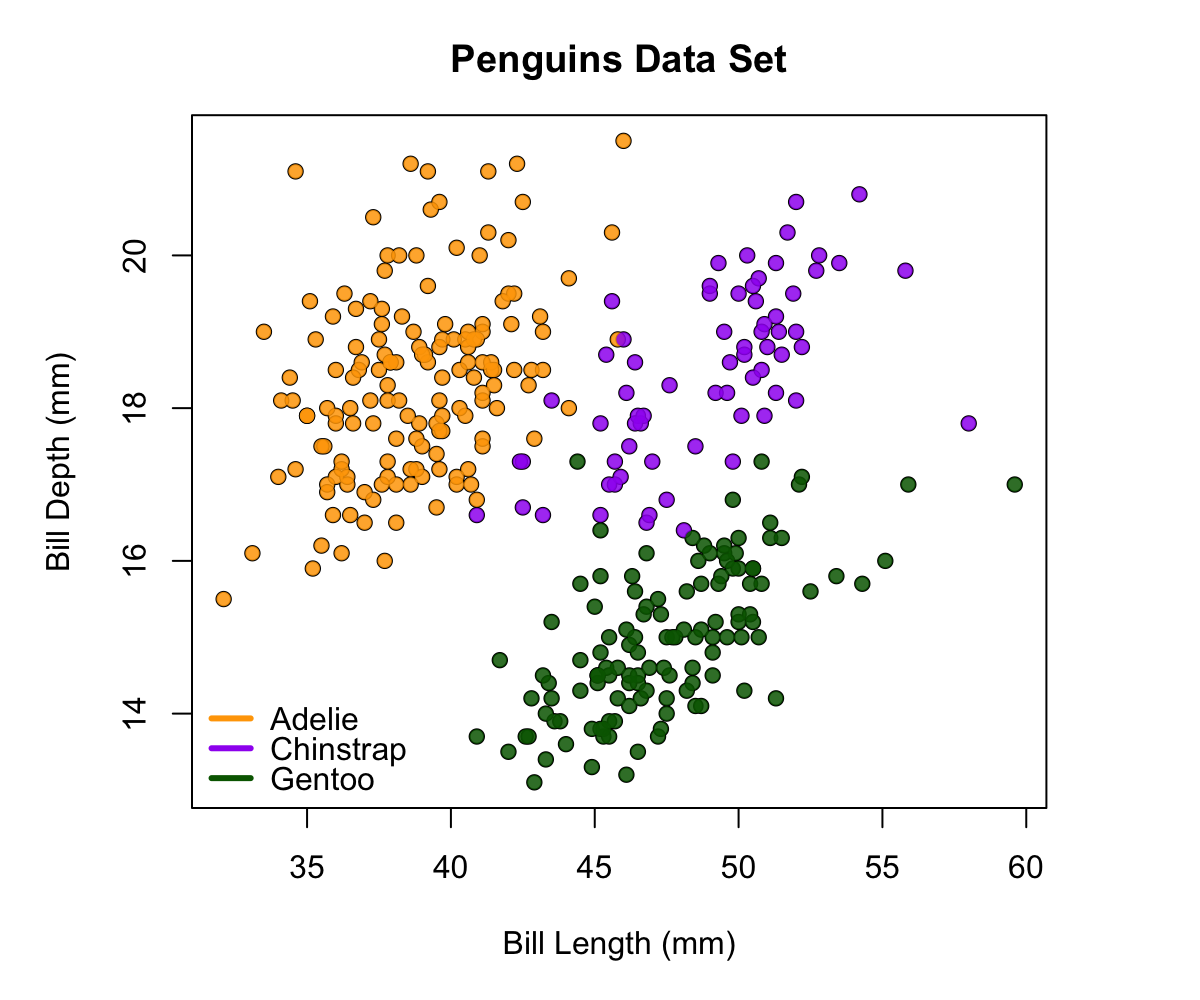 Penguins Data Set
Bill Depth (mm)
20
18
16
14
Adelie
Chinstrap
Gentoo
35 40 45 50 55 60
Bill Length (mm)